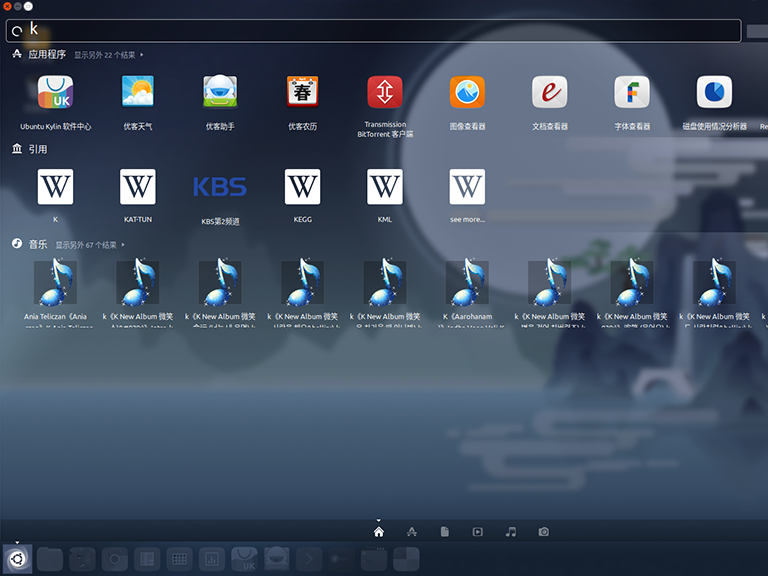 k
应用程序 显示另外 22 个结果
UK
春
Ubuntu Kylin 软件中心 优客天气 优客助手 优客农历 Transmission BitTorrent 客户端 图像查看器 文档查看器 字体查看器 磁盘使用情况分析器 Re
引用
W W KBS W W W
K KAT-TUN KBS第2频道 KEGG KML see more...
音乐 显示另外 67 个结果
Ania Teliczan《Ania k《K New Album 微笑 k《K New Album 微笑 k《K New Album 微笑 k《K New Album 微笑 K《Aarohanam k《K New Album 微笑 k《K New Album 微笑 k《K New Album 微笑 k
UK